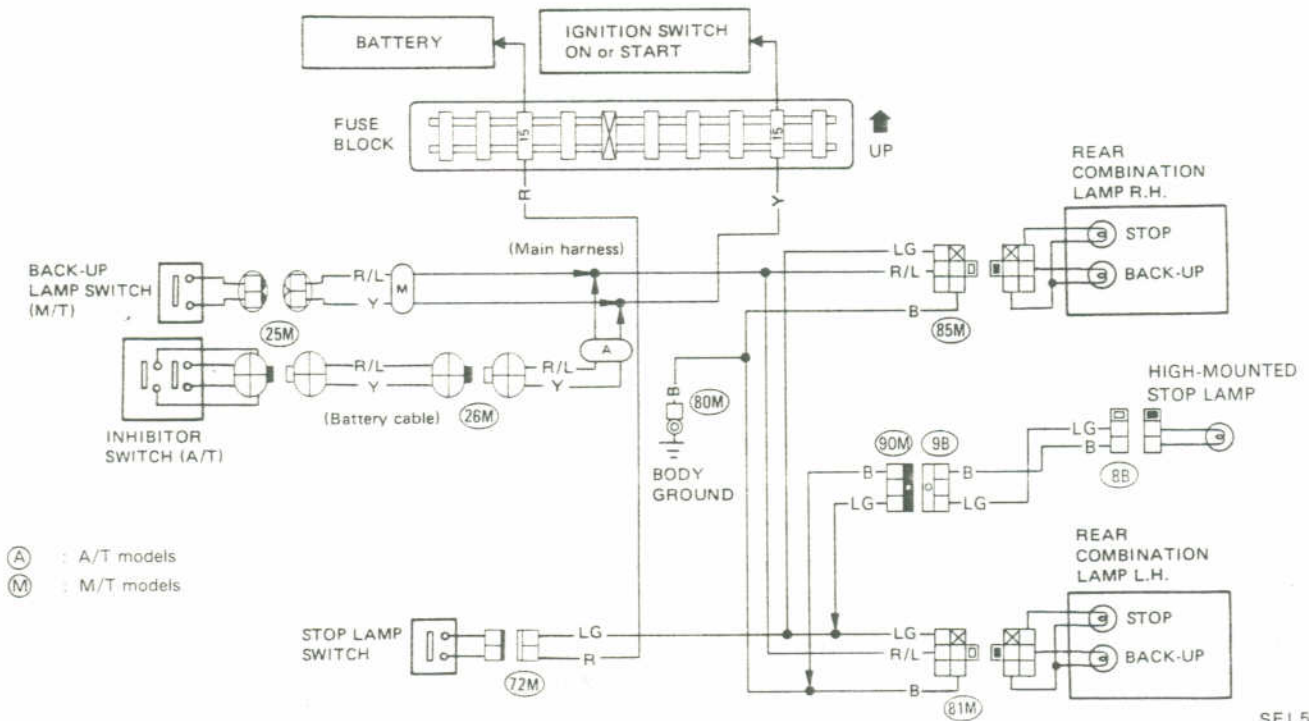 BATTERY
IGNITION SWITCH
ON or START
FUSE
BLOCK
15
15
UP
R
Y
REAR
COMBINATION
LAMP R.H.
STOP
BACK-UP
(Main harness)
LG
R/L
B
85M
BACK-UP
LAMP SWITCH
(M/T)
R/L
Y
M
25M
A
R/L
Y
R/L
Y
(Battery cable)
26M
INHIBITOR
SWITCH (A/T)
B
80M
BODY
GROUND
HIGH-MOUNTED
STOP LAMP
LG
B
8B
90M
9B
B
LG
B
LG
A : A/T models
M : M/T models
REAR
COMBINATION
LAMP L.H.
STOP
BACK-UP
STOP LAMP
SWITCH
LG
R
72M
LG
R/L
B
81M